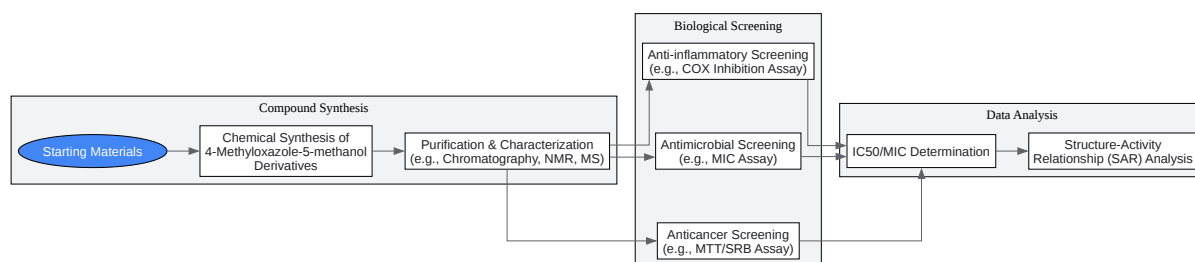 Biological Screening
Anti-inflammatory Screening
(e.g., COX Inhibition Assay)
Compound Synthesis
Data Analysis
Starting Materials
Chemical Synthesis of
4-Methyloxazole-5-methanol
Derivatives
Purification & Characterization
(e.g., Chromatography, NMR, MS)
Antimicrobial Screening
(e.g., MIC Assay)
IC50/MIC Determination
Structure-Activity
Relationship (SAR) Analysis
Anticancer Screening
(e.g., MTT/SRB Assay)